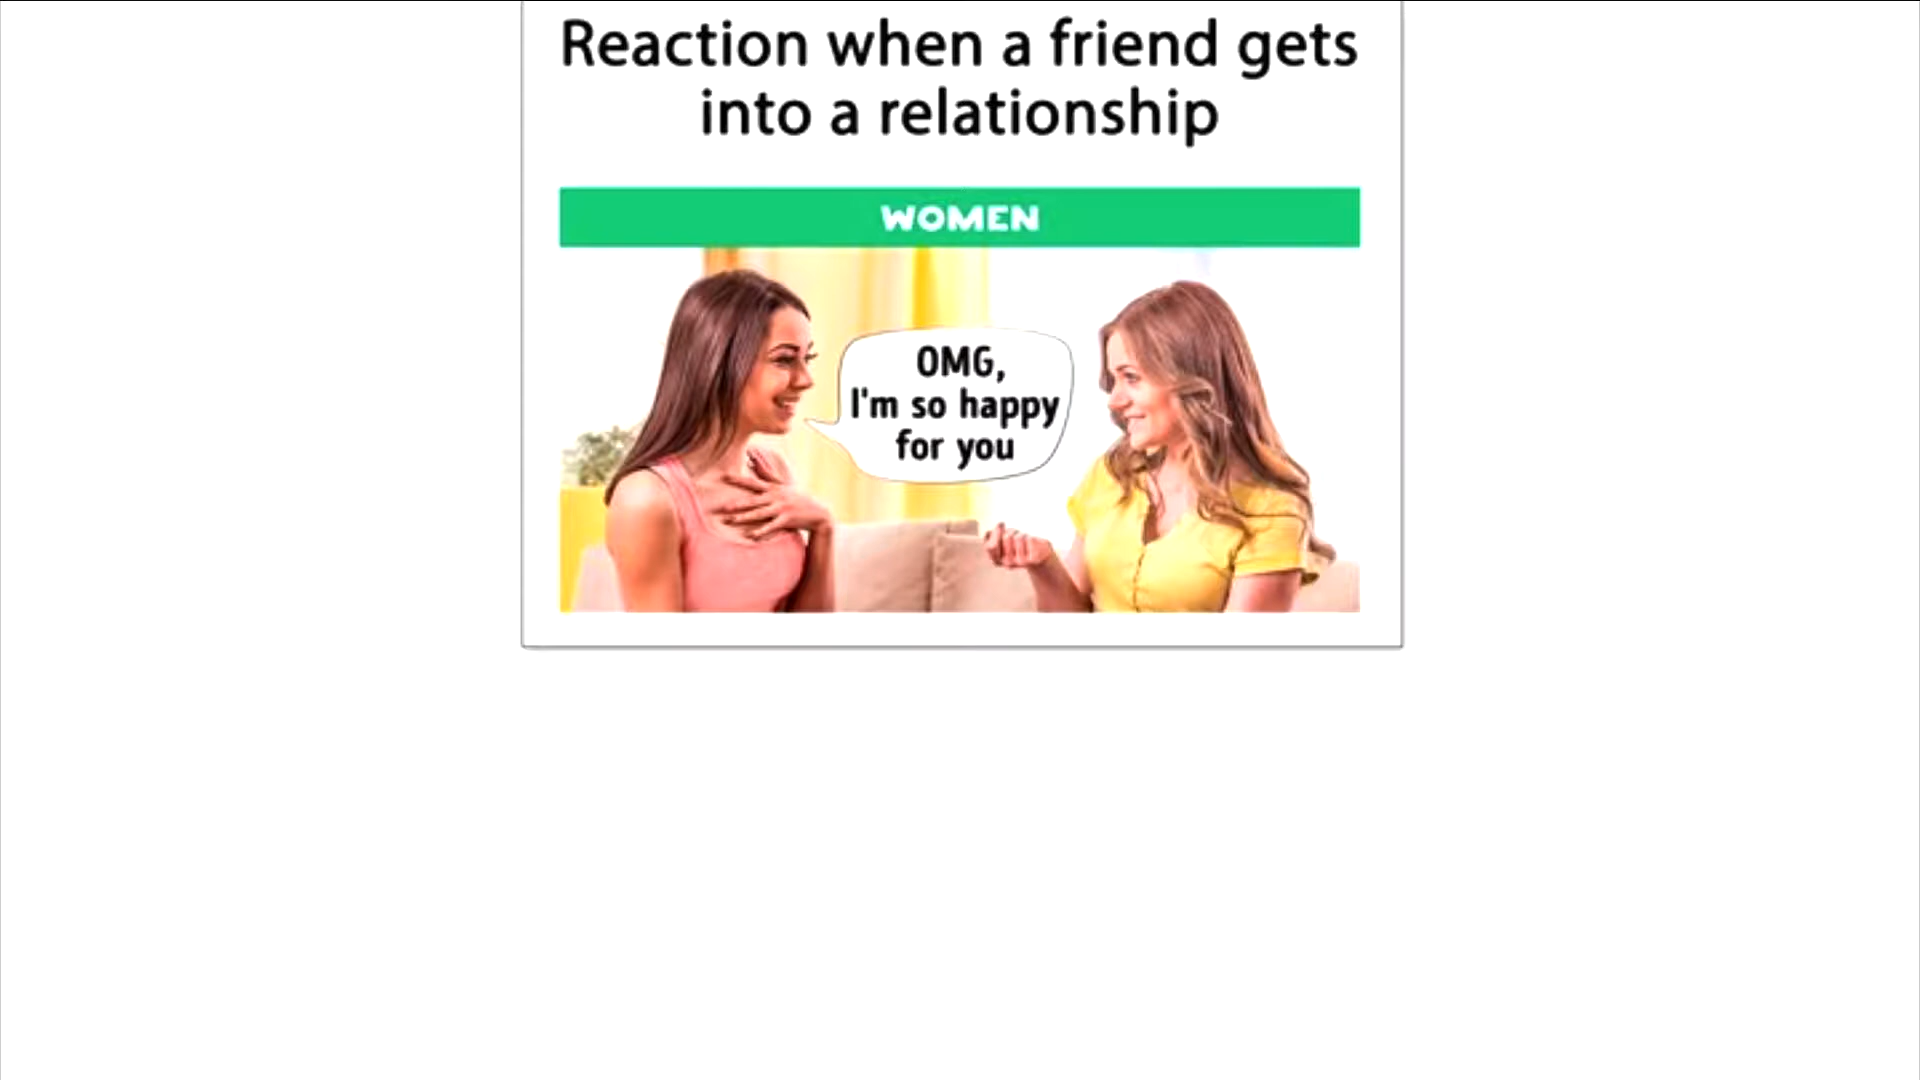 Reaction when a friend gets
into a relationship
WOMEN
OMG,
I'm so happy
for you